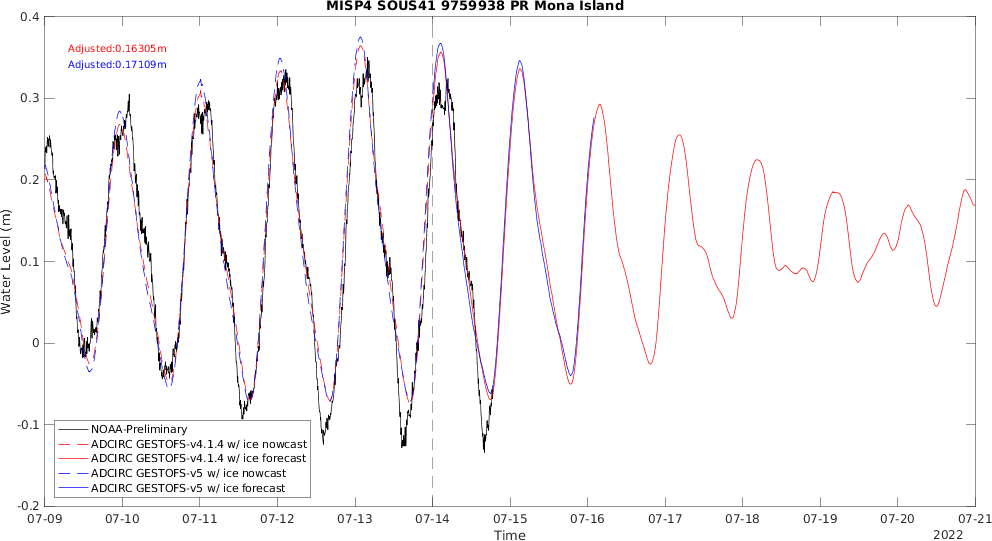 MISP4 SOUS41 9759938 PR Mona Island
0.4
0.3
0.2
0.1
0
-0.1
-0.2
Water Level (m)
Adjusted:0.16305m
Adjusted:0.17109m
NOAA-Preliminary
ADCIRC GESTOFS-v4.1.4 w/ ice nowcast
ADCIRC GESTOFS-v4.1.4 w/ ice forecast
ADCIRC GESTOFS-v5 w/ ice nowcast
ADCIRC GESTOFS-v5 w/ ice forecast
07-09 07-10 07-11 07-12 07-13 07-14 07-15 07-16 07-17 07-18 07-19 07-20 07-21
Time
2022